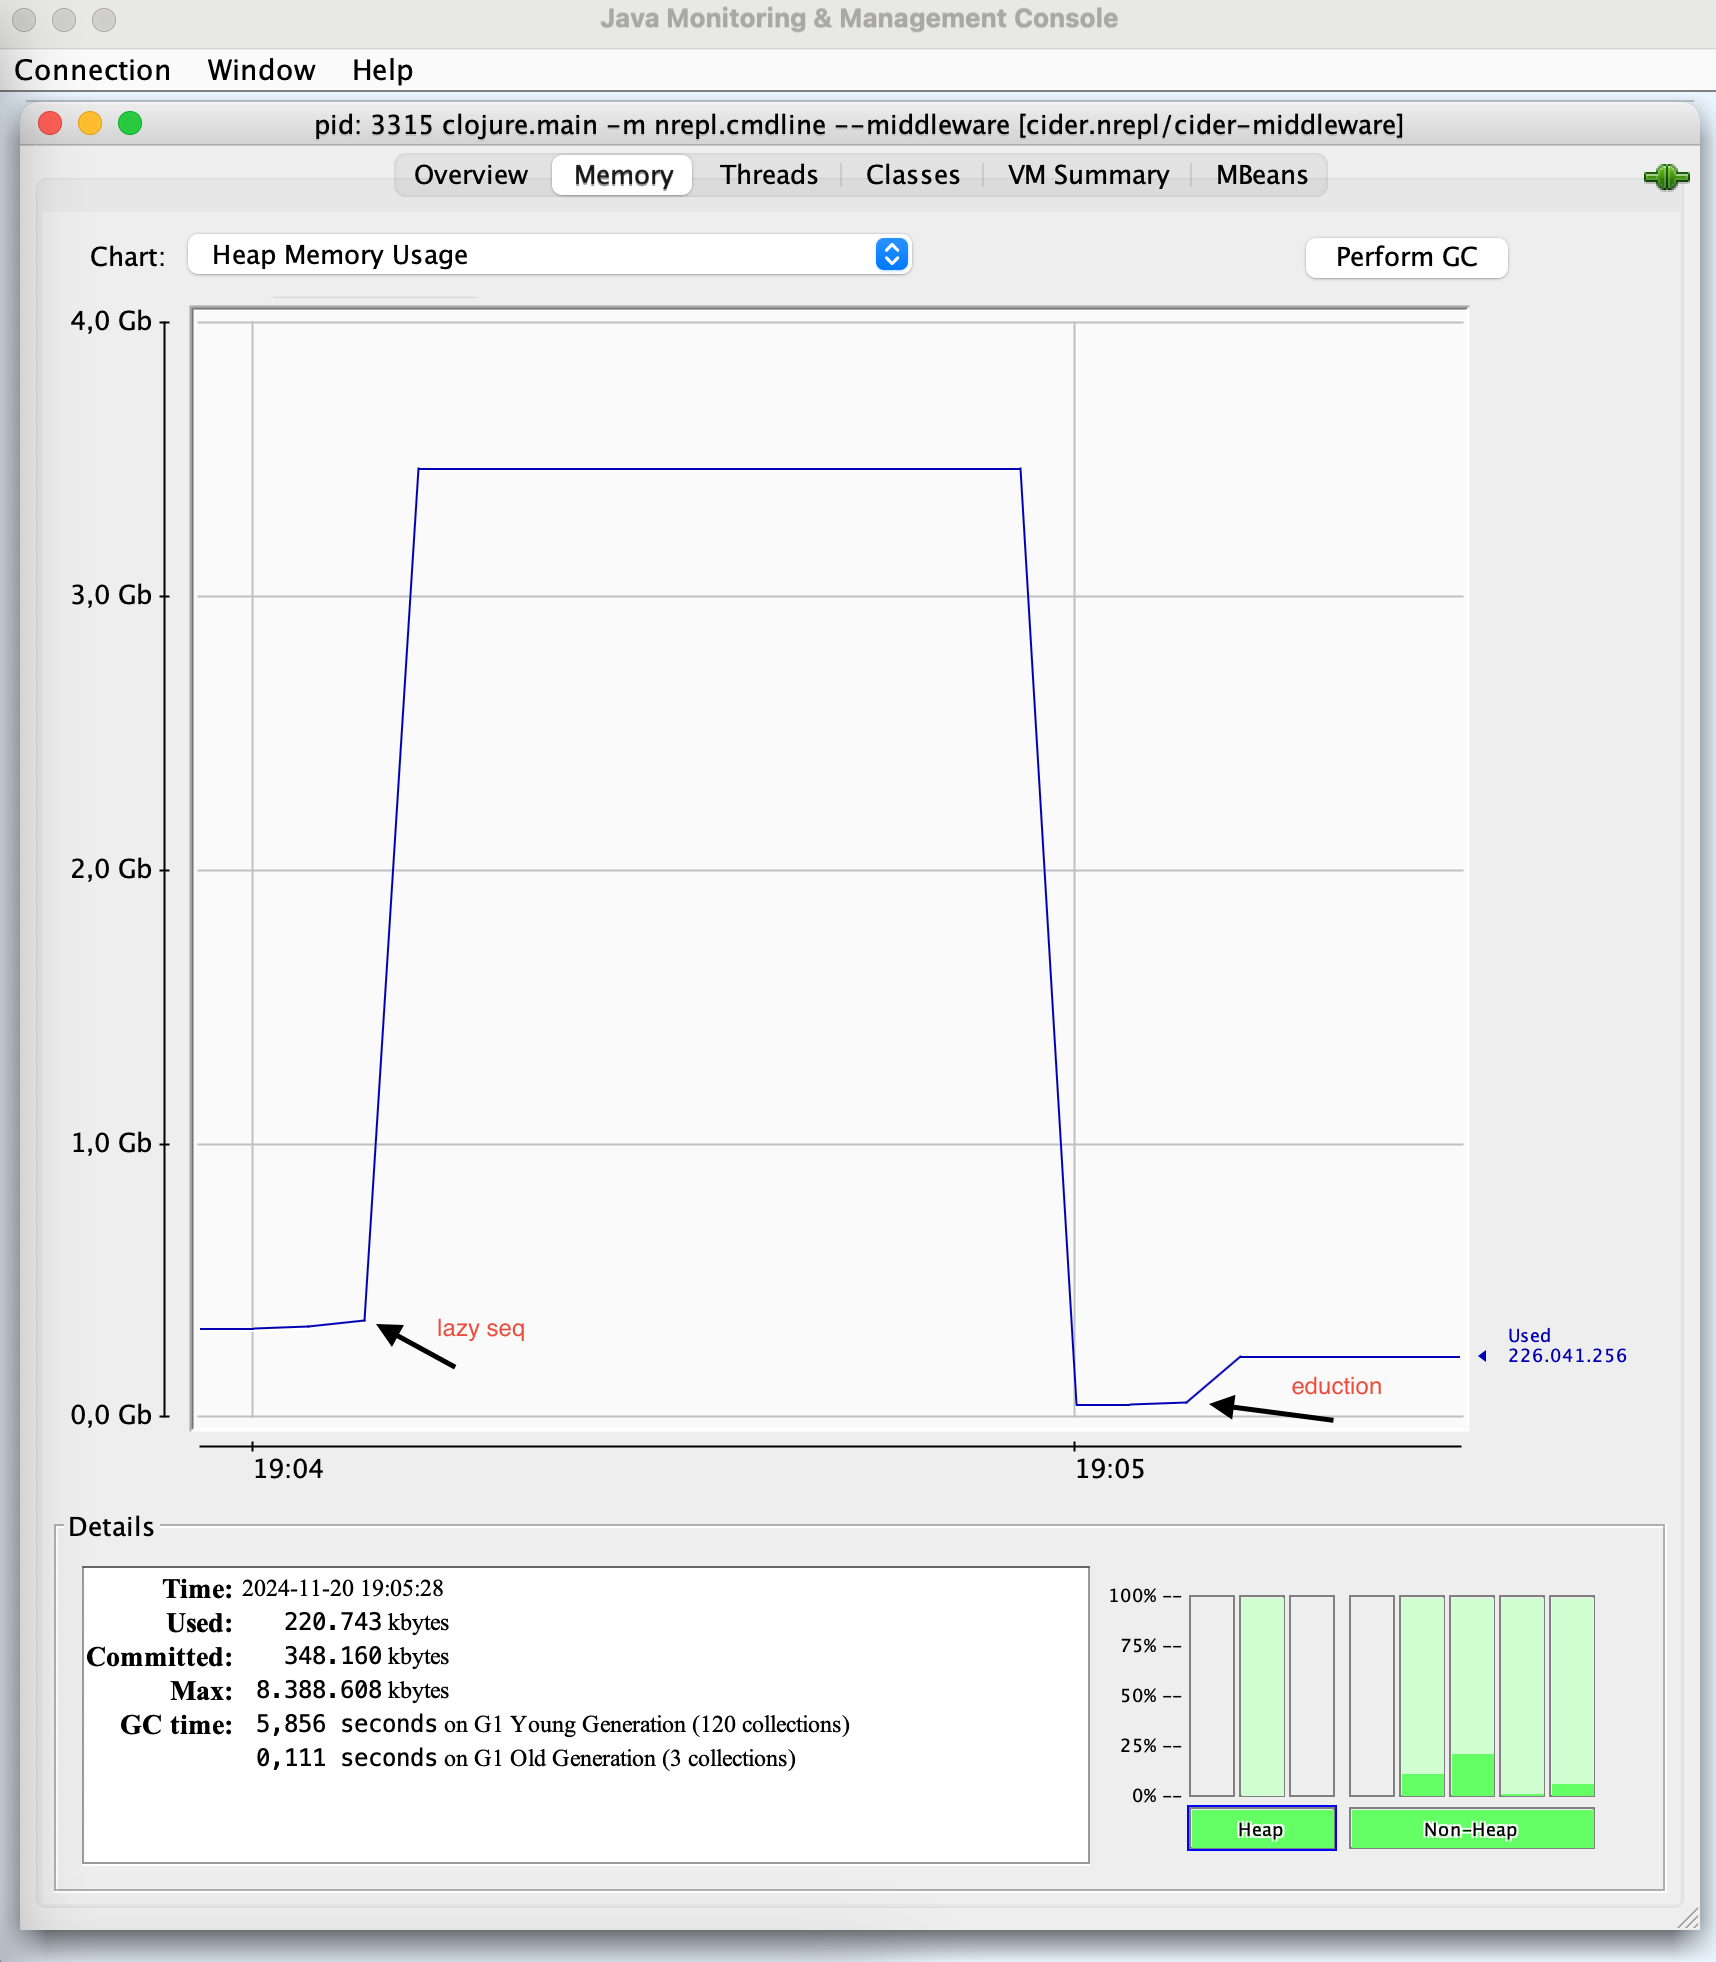 Java Monitoring & Management Console
Connection Window Help
pid: 3315 clojure.main -m nrepl.cmdline --middleware [cider.nrepl/cider-middleware]
Overview Memory Threads Classes VM Summary MBeans
Chart: Heap Memory Usage Perform GC
4,0 Gb
3,0 Gb
2,0 Gb
1,0 Gb
0,0 Gb
lazy seq
eduction
Used
226.041.256
19:04 19:05
Details
Time: 2024-11-20 19:05:28
Used: 220.743 kbytes
Committed: 348.160 kbytes
Max: 8.388.608 kbytes
GC time: 5,856 seconds on G1 Young Generation (120 collections)
0,111 seconds on G1 Old Generation (3 collections)
100% --
75% --
50% --
25% --
0% --
Heap Non-Heap